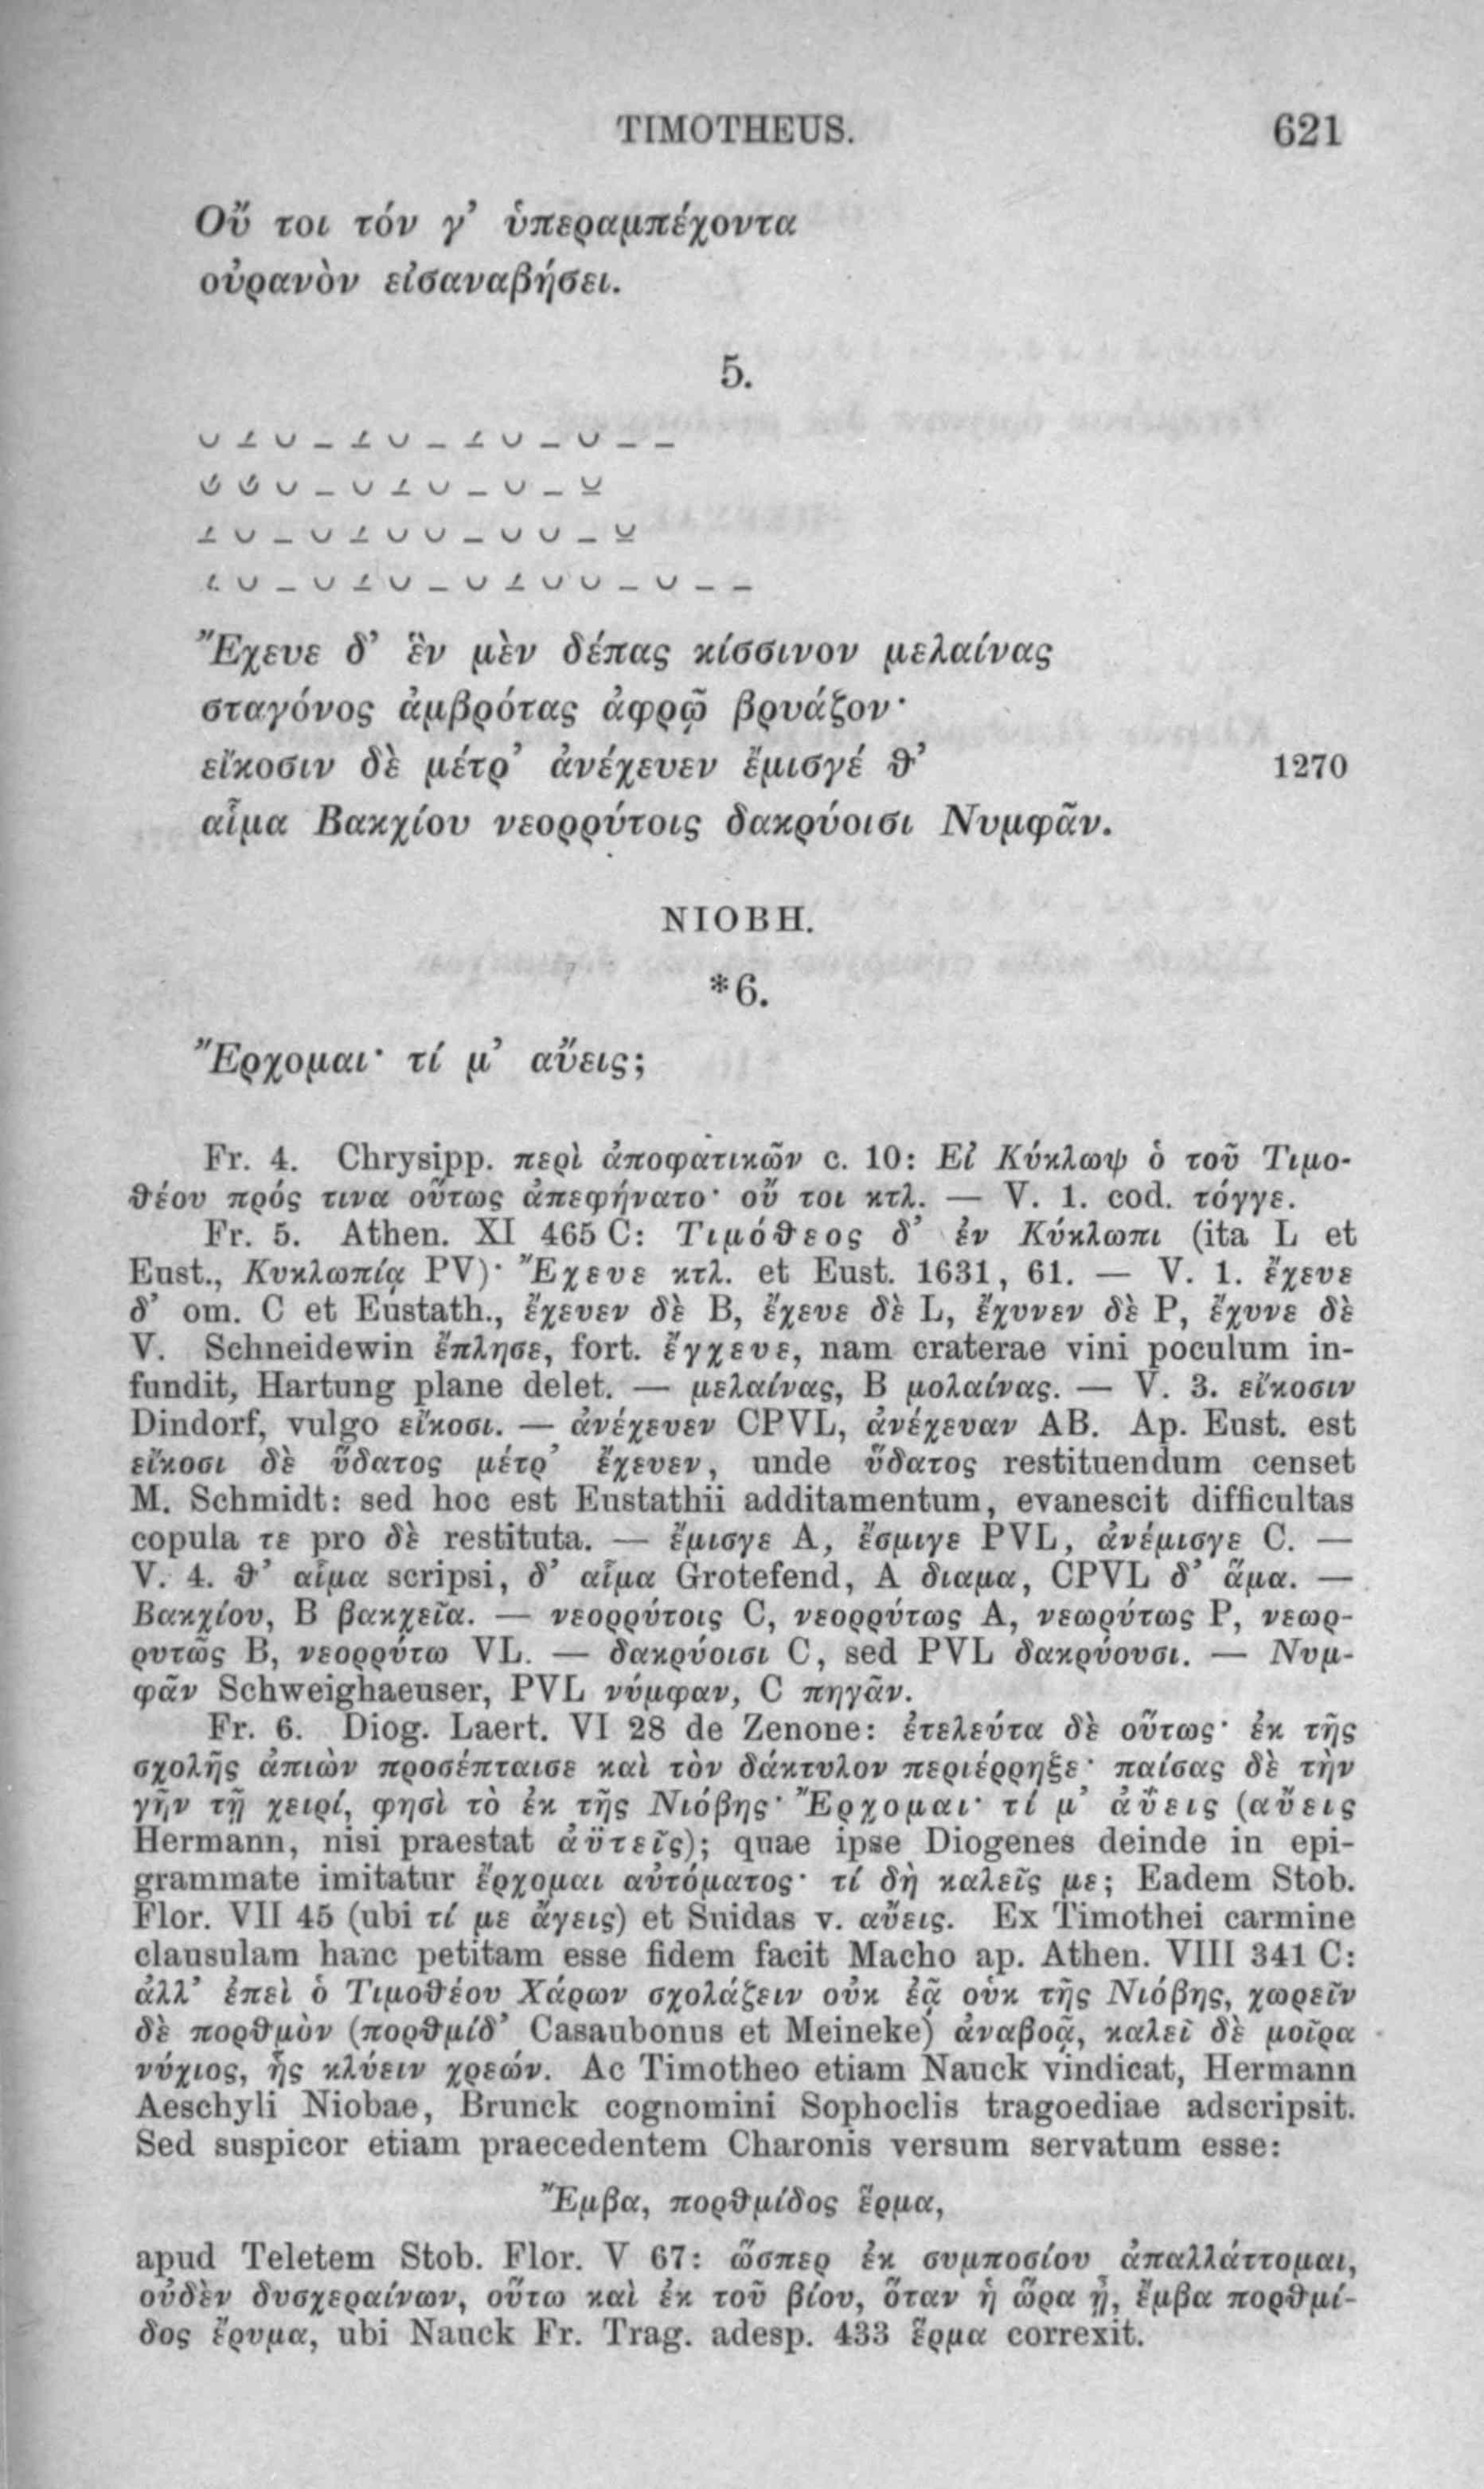 TIMOTHEUS. 621
Οὔ τοι τόν γ’ ὑπεραμπέχοντα
οὐρανὸν εἰσαναβήσει.
5.
⏑ ∸ ⏑ – ∸ ⏑ – ∸ ⏑ – ⏑ – –
⏑́ ⏑́ ⏑ – ⏑ ∸ ⏑ – ⏑ – ⏓
∸ ⏑ – ⏑ ∸ ⏑ ⏑ – ⏑ ⏑ – ⏓
∸ ⏑ – ⏑ ∸ ⏑ – ⏑ ∸ ⏑ ⏑ – ⏑ – –
Ἔχευε δ’ ἓν μὲν δέπας κίσσινον μελαίνας
σταγόνος ἀμβρότας ἀφρῷ βρυάζον·
εἴκοσιν δὲ μέτρ’ ἀνέχευεν ἔμισγέ θ’ 1270
αἷμα Βακχίου νεορρύτοις δακρύοισι Νυμφᾶν.
ΝΙΟΒΗ.
*6.
Ἔρχομαι· τί μ’ αὔεις;
Fr. 4. Chrysipp. περὶ ἀποφατικῶν c. 10: Εἰ Κύκλωψ ὁ τοῦ Τιμο-
θέου πρός τινα οὕτως ἀπεφήνατο· οὔ τοι κτλ. — V. 1. cod. τόγγε.
Fr. 5. Athen. XI 465 C: Τιμόθεος δ’ ἐν Κύκλωπι (ita L et
Eust., Κυκλωπίᾳ PV)· Ἔχευε κτλ. et Eust. 1631, 61. — V. 1. ἔχευε
δ’ om. C et Eustath., ἔχευεν δὲ B, ἔχευε δὲ L, ἔχυνεν δὲ P, ἔχυνε δὲ
V. Schneidewin ἔπλησε, fort. ἔγχευε, nam craterae vini poculum in-
fundit, Hartung plane delet. — μελαίνας, B μολαίνας. — V. 3. εἴκοσιν
Dindorf, vulgo εἴκοσι. — ἀνέχευεν CPVL, ἀνέχευαν AB. Ap. Eust. est
εἴκοσι δὲ ὕδατος μέτρ’ ἔχευεν, unde ὕδατος restituendum censet
M. Schmidt: sed hoc est Eustathii additamentum, evanescit difficultas
copula τε pro δὲ restituta. — ἔμισγε A, ἔσμιγε PVL, ἀνέμισγε C. —
V. 4. θ’ αἷμα scripsi, δ’ αἷμα Grotefend, A διαμα, CPVL δ’ ἅμα. —
Βακχίου, B βακχεῖα. — νεορρύτοις C, νεορρύτως A, νεωρύτως P, νεωρ-
ρυτῶς B, νεορρύτω VL. — δακρύοισι C, sed PVL δακρύουσι. — Νυμ-
φᾶν Schweighaeuser, PVL νύμφαν, C πηγᾶν.
Fr. 6. Diog. Laert. VI 28 de Zenone: ἐτελεύτα δὲ οὕτως· ἐκ τῆς
σχολῆς ἀπιὼν προσέπταισε καὶ τὸν δάκτυλον περιέρρηξε· παίσας δὲ τὴν
γῆν τῇ χειρί, φησὶ τὸ ἐκ τῆς Νιόβης· Ἔρχομαι· τί μ’ ἀΰεις (αὔεις
Hermann, nisi praestat ἀϋτεῖς); quae ipse Diogenes deinde in epi-
grammate imitatur ἔρχομαι αὐτόματος· τί δὴ καλεῖς με; Eadem Stob.
Flor. VII 45 (ubi τί με ἄγεις) et Suidas v. αὔεις. Ex Timothei carmine
clausulam hanc petitam esse fidem facit Macho ap. Athen. VIII 341 C:
ἀλλ’ ἐπεὶ ὁ Τιμοθέου Χάρων σχολάζειν οὐκ ἐᾷ οὑκ τῆς Νιόβης, χωρεῖν
δὲ πορθμὸν (πορθμίδ’ Casaubonus et Meineke) ἀναβοᾷ, καλεῖ δὲ μοῖρα
νύχιος, ἧς κλύειν χρεών. Ac Timotheo etiam Nauck vindicat, Hermann
Aeschyli Niobae, Brunck cognomini Sophoclis tragoediae adscripsit.
Sed suspicor etiam praecedentem Charonis versum servatum esse:
Ἔμβα, πορθμίδος ἕρμα,
apud Teletem Stob. Flor. V 67: ὥσπερ ἐκ συμποσίου ἀπαλλάττομαι,
οὐδὲν δυσχεραίνων, οὕτω καὶ ἐκ τοῦ βίου, ὅταν ἡ ὥρα ᾖ, ἔμβα πορθμί-
δος ἔρυμα, ubi Nauck Fr. Trag. adesp. 433 ἕρμα correxit.